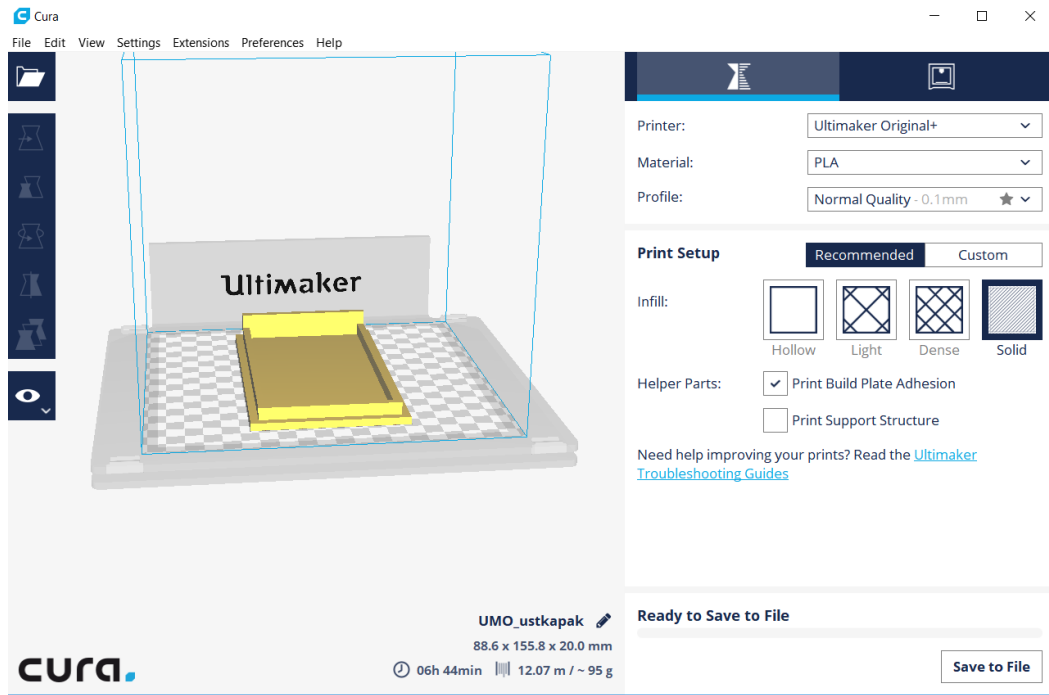 Cura
File Edit View Settings Extensions Preferences Help
Ultimaker
UMO_ustkapak
88.6 x 155.8 x 20.0 mm
06h 44min 12.07 m / ~ 95 g
cura.
Printer: Ultimaker Original+
Material: PLA
Profile: Normal Quality - 0.1mm
Print Setup Recommended Custom
Infill:
Hollow Light Dense Solid
Helper Parts: Print Build Plate Adhesion
Print Support Structure
Need help improving your prints? Read the Ultimaker
Troubleshooting Guides
Ready to Save to File
Save to File